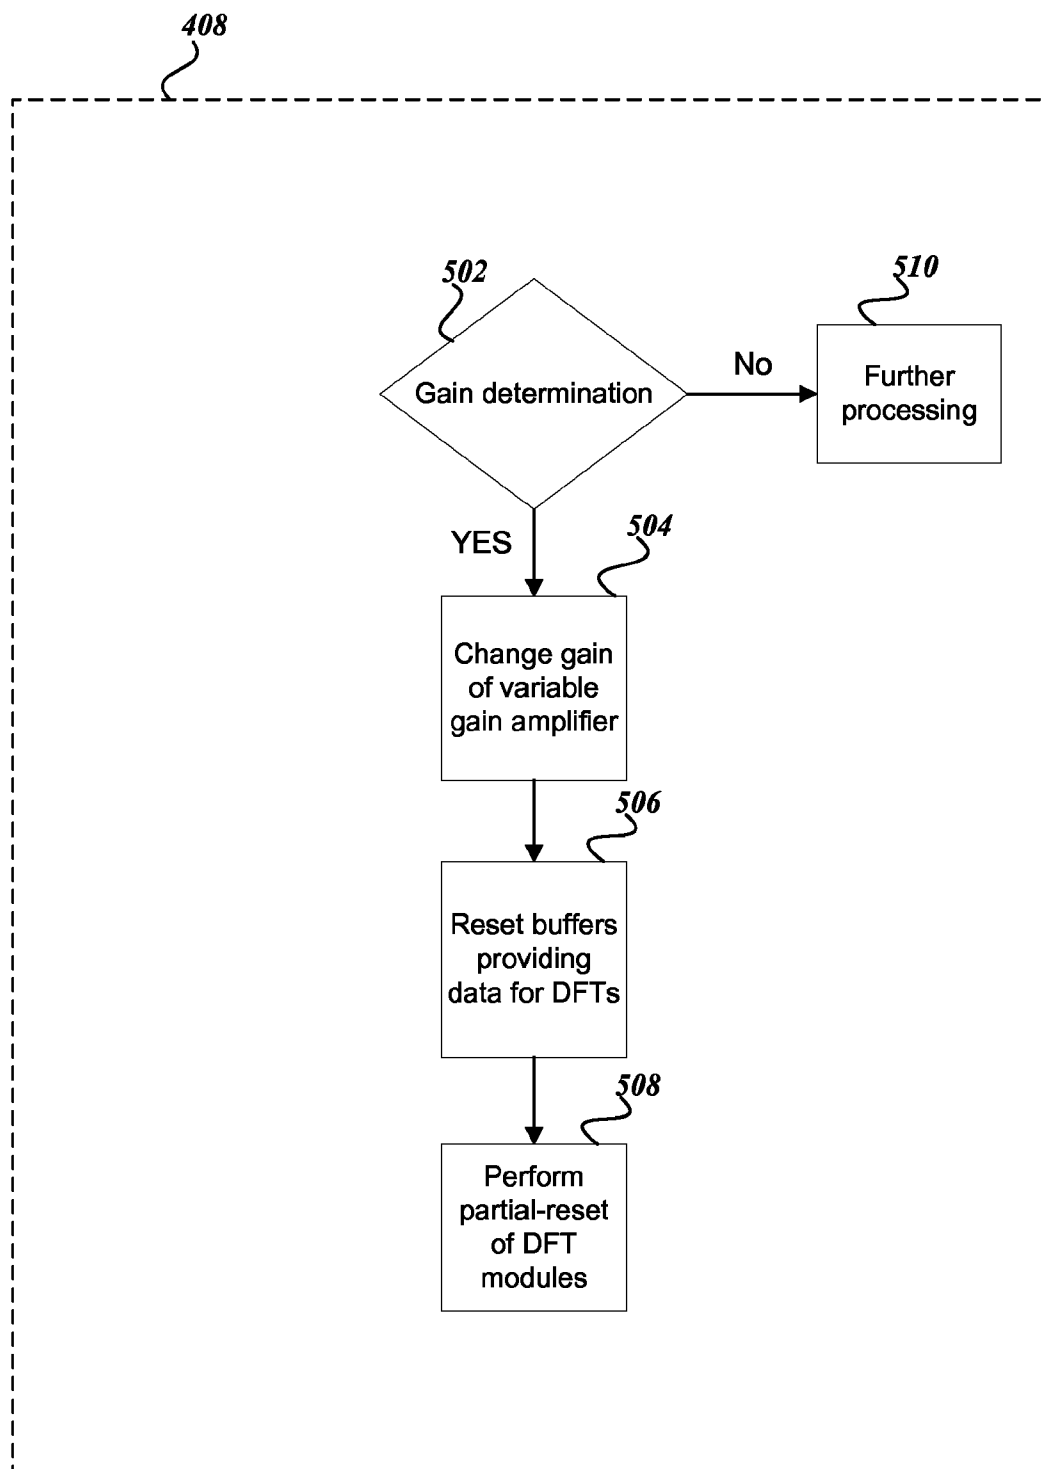 408
502
510
Gain determination
No
Further
processing
YES
504
Change gain
of variable
gain amplifier
506
Reset buffers
providing
data for DFTs
508
Perform
partial-reset
of DFT
modules